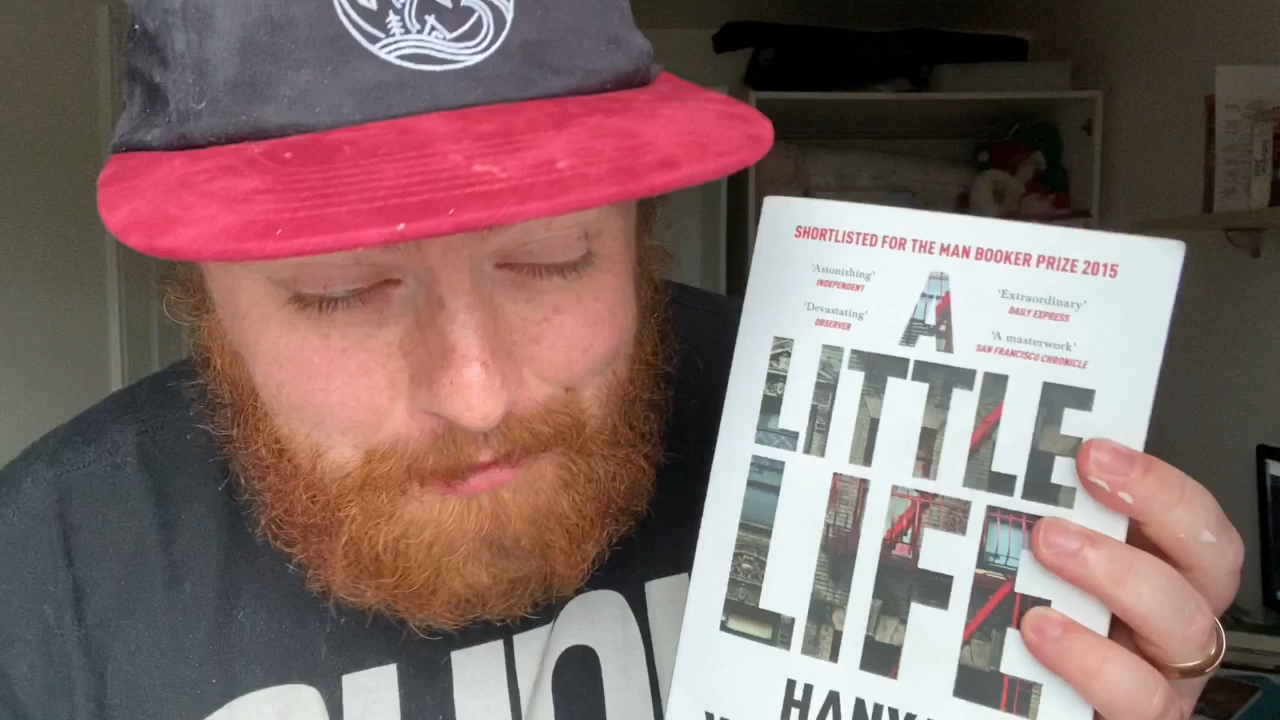 SHORTLISTED FOR THE MAN BOOKER PRIZE 2015
'Astonishing'
INDEPENDENT
'Extraordinary'
DAILY EXPRESS
'Devastating'
OBSERVER
'A masterwork'
SAN FRANCISCO CHRONICLE
A
LITTLE
LIFE